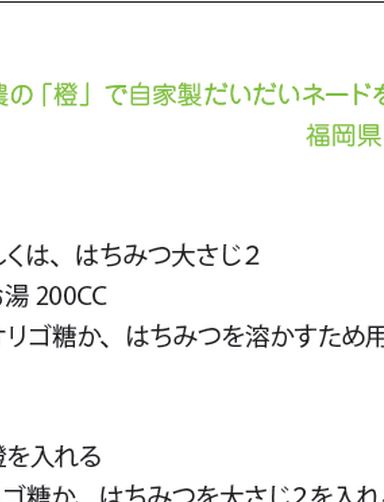 農の「橙」で自家製だいだいネードを
福岡県
しくは、はちみつ大さじ２
お湯 200CC
オリゴ糖か、はちみつを溶かすため用
橙を入れる
ゴ糖か、はちみつを大さじ２を入れ